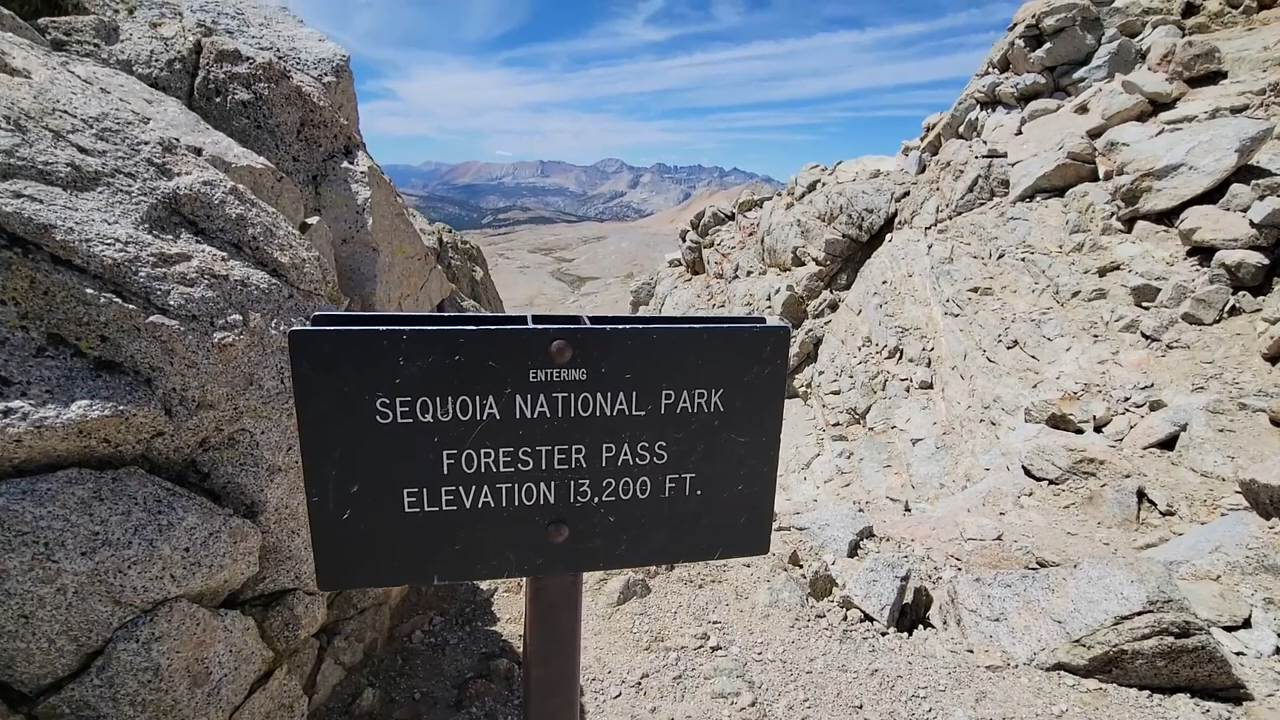 ENTERING
SEQUOIA NATIONAL PARK
FORESTER PASS
ELEVATION 13,200 FT.